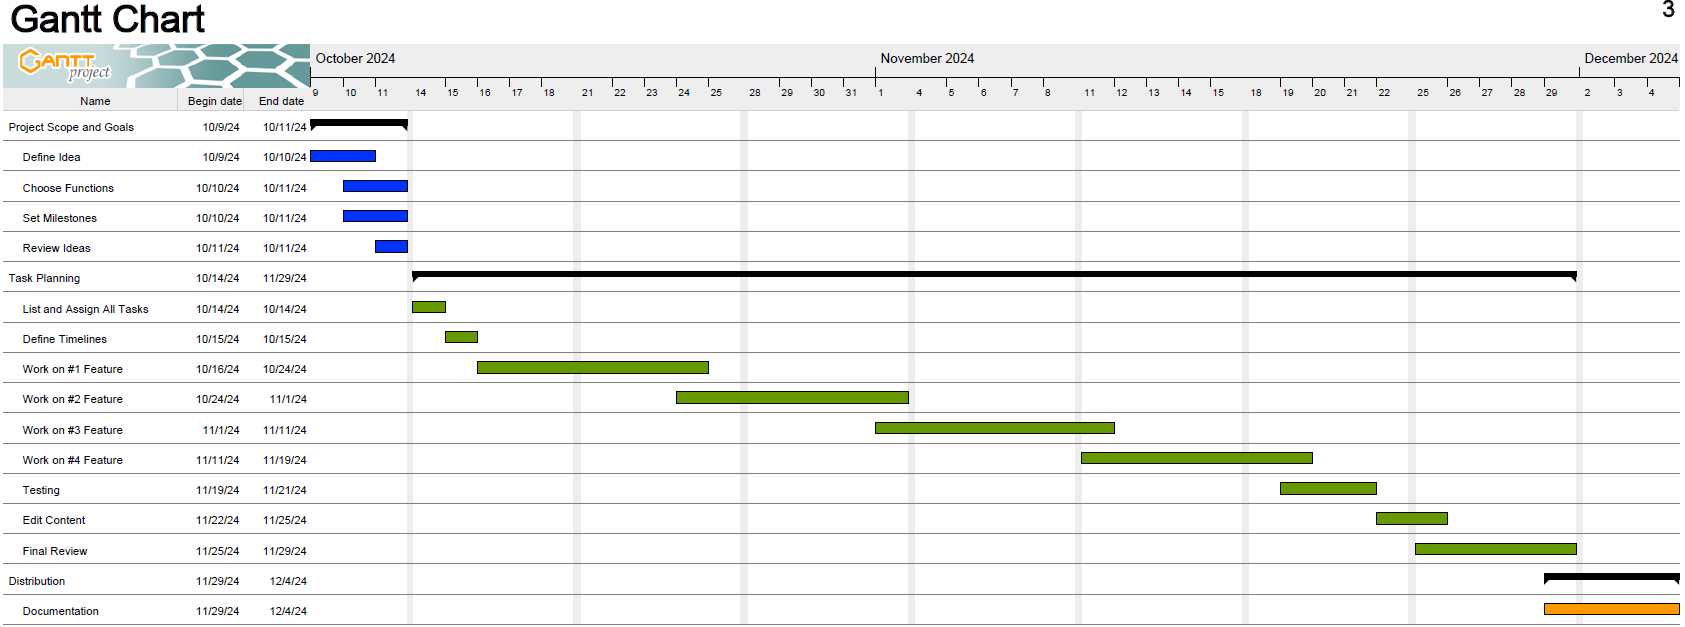 Gantt Chart
3
GANTT
project
October 2024 November 2024 December 2024
Name Begin date End date
9 10 11 14 15 16 17 18 21 22 23 24 25 28 29 30 31 1 4 5 6 7 8 11 12 13 14 15 18 19 20 21 22 25 26 27 28 29 2 3 4
Project Scope and Goals 10/9/24 10/11/24
Define Idea 10/9/24 10/10/24
Choose Functions 10/10/24 10/11/24
Set Milestones 10/10/24 10/11/24
Review Ideas 10/11/24 10/11/24
Task Planning 10/14/24 11/29/24
List and Assign All Tasks 10/14/24 10/14/24
Define Timelines 10/15/24 10/15/24
Work on #1 Feature 10/16/24 10/24/24
Work on #2 Feature 10/24/24 11/1/24
Work on #3 Feature 11/1/24 11/11/24
Work on #4 Feature 11/11/24 11/19/24
Testing 11/19/24 11/21/24
Edit Content 11/22/24 11/25/24
Final Review 11/25/24 11/29/24
Distribution 11/29/24 12/4/24
Documentation 11/29/24 12/4/24